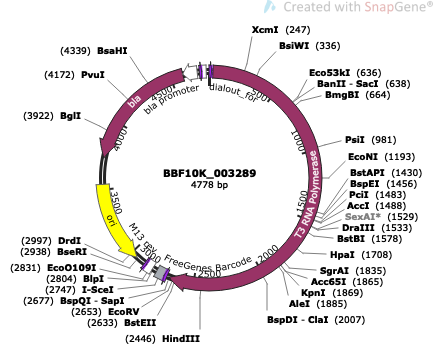 Created with SnapGene®
XcmI (247)
BsiWI (336)
Eco53kI (636)
BanII - SacI (638)
BmgBI (664)
PsiI (981)
EcoNI (1193)
BstAPI (1430)
BspEI (1456)
PciI (1483)
AccI (1488)
SexAI* (1529)
DraIII (1533)
BstBI (1578)
HpaI (1708)
SgrAI (1835)
Acc65I (1865)
KpnI (1869)
AleI (1885)
BspDI - ClaI (2007)
(2446) HindIII
(2633) BstEII
(2653) EcoRV
(2677) BspQI - SapI
(2747) I-SceI
(2804) BlpI
(2831) EcoO109I
(2938) BseRI
(2997) DrdI
(3922) BglI
(4172) PvuI
(4339) BsaHI
dialout_for
T3 RNA Polymerase
FreeGenes Barcode
M13 rev
ori
bla
bla promoter
500
1000
1500
2000
2500
3500
4000
4500
BBF10K_003289
4778 bp